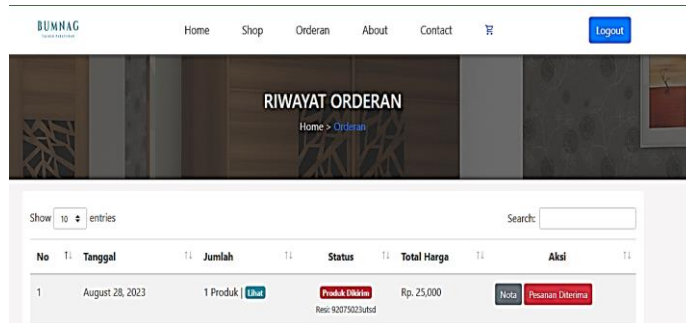 BUMNAG
Home Shop Orderan About Contact Logout
RIWAYAT ORDERAN
Home > Orderan
Show 10 entries
Search:
No Tanggal Jumlah Status Total Harga Aksi
1 August 28, 2023 1 Produk | Lihat Produk Dikirim Rp. 25,000 Nota Pesanan Diterima
Resi: 92075023utsd